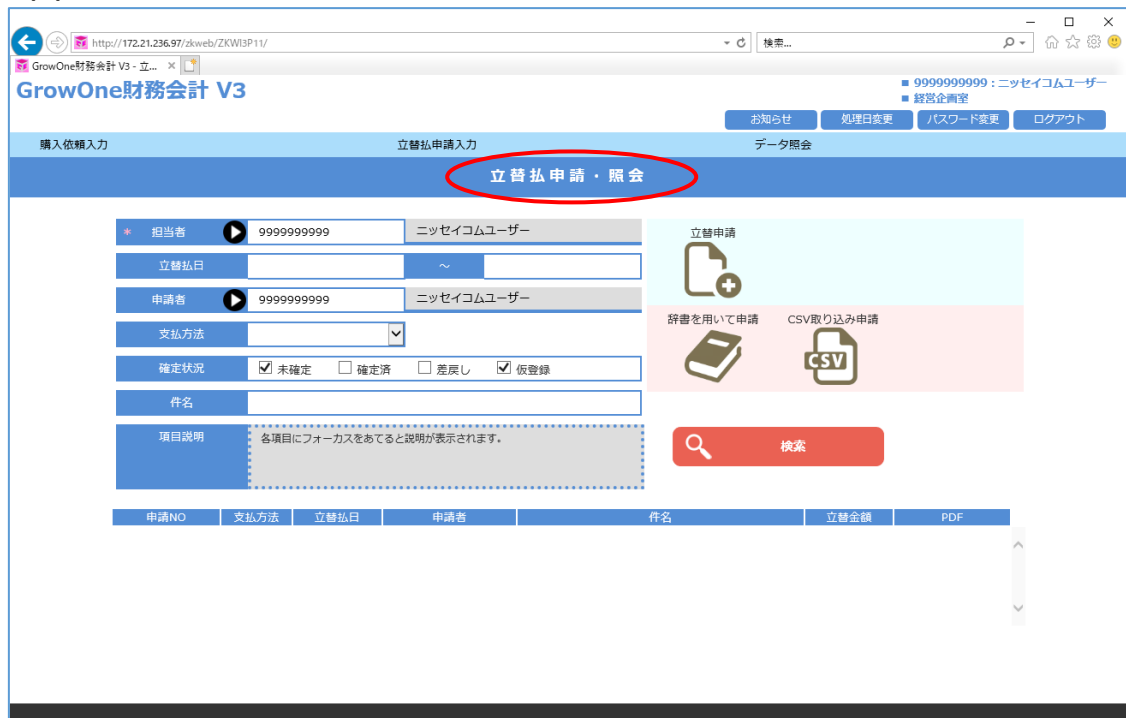 http://172.21.236.97/zkweb/ZKWI3P11/
検索...
GrowOne財務会計 V3 - 立...
GrowOne財務会計 V3
9999999999：ニッセイコムユーザー
経営企画室
お知らせ 処理日変更 パスワード変更 ログアウト
購入依頼入力 立替払申請入力 データ照会
立替払申請・照会
* 担当者 9999999999 ニッセイコムユーザー
立替払日 ～
申請者 9999999999 ニッセイコムユーザー
支払方法
確定状況 未確定 確定済 差戻し 仮登録
件名
項目説明 各項目にフォーカスをあてると説明が表示されます。
立替申請
辞書を用いて申請 CSV取り込み申請
CSV
検索
申請NO 支払方法 立替払日 申請者 件名 立替金額 PDF